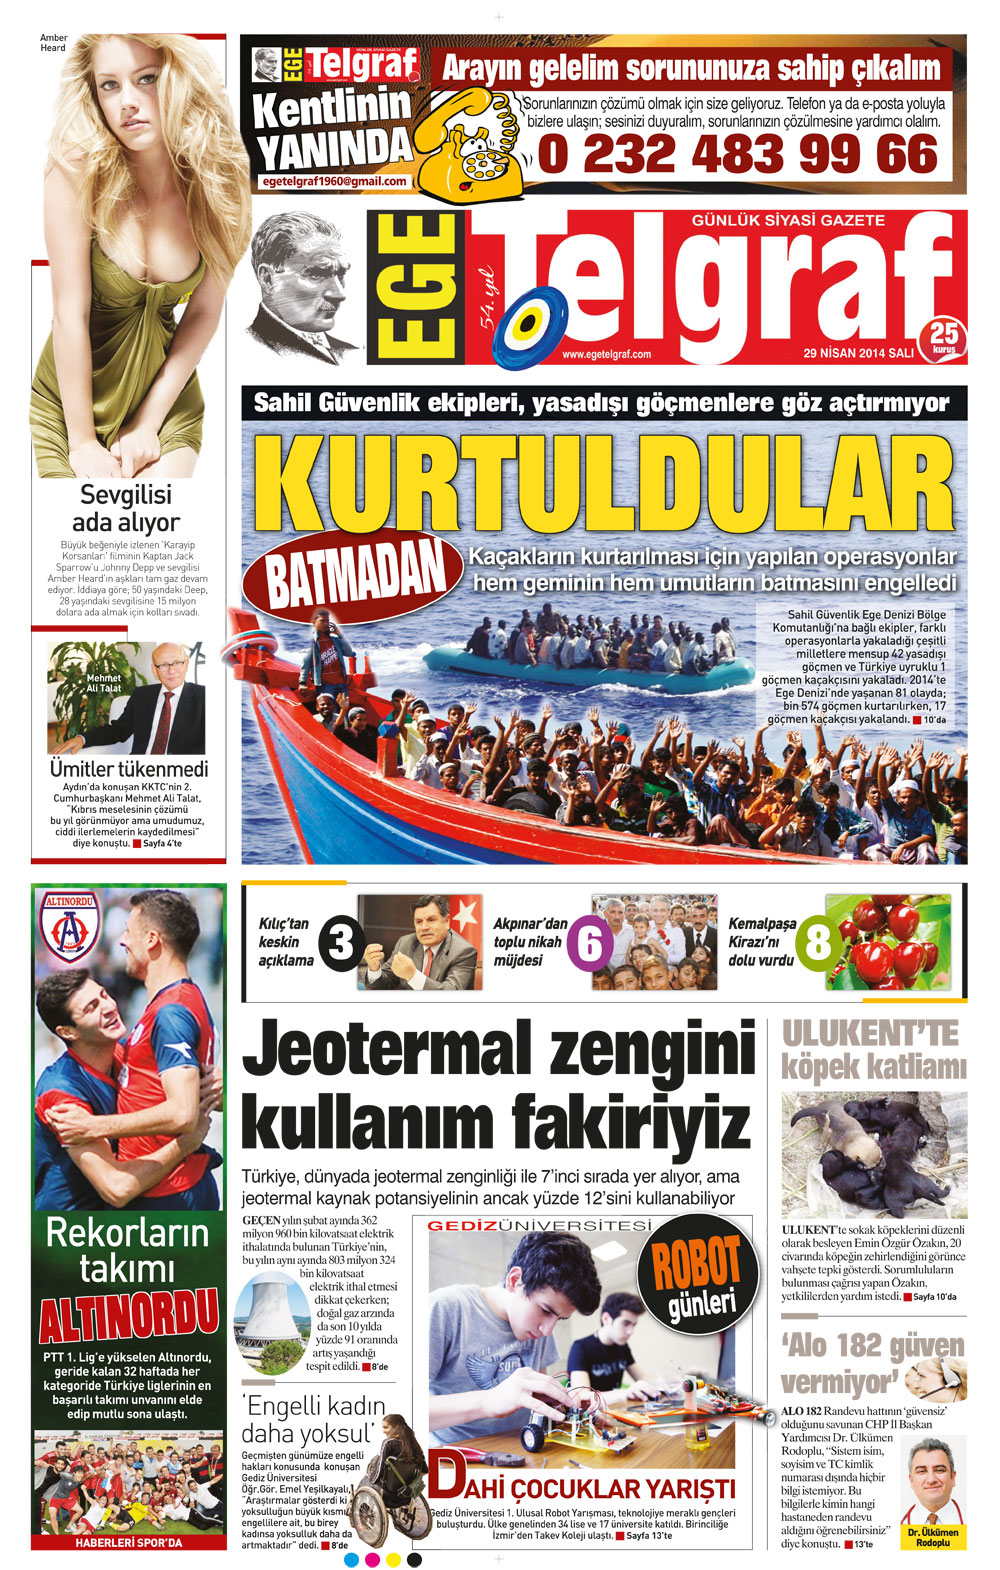 Amber
Heard
EGE
Telgraf
GÜNLÜK SİYASİ GAZETE
Kentlinin
YANINDA
egetelgraf1960@gmail.com
Arayın gelelim sorununuza sahip çıkalım
Sorunlarınızın çözümü olmak için size geliyoruz. Telefon ya da e-posta yoluyla
bizlere ulaşın; sesinizi duyuralım, sorunlarınızın çözülmesine yardımcı olalım.
0 232 483 99 66
EGE
Telgraf
GÜNLÜK SİYASİ GAZETE
54. yıl
www.egetelgraf.com
29 NİSAN 2014 SALI
25
kuruş
Sahil Güvenlik ekipleri, yasadışı göçmenlere göz açtırmıyor
KURTULDULAR
BATMADAN
Kaçakların kurtarılması için yapılan operasyonlar
hem geminin hem umutların batmasını engelledi
Sahil Güvenlik Ege Denizi Bölge
Komutanlığı'na bağlı ekipler, farklı
operasyonlarla yakaladığı çeşitli
milletlere mensup 42 yasadışı
göçmen ve Türkiye uyruklu 1
göçmen kaçakçısını yakaladı. 2014'te
Ege Denizi'nde yaşanan 81 olayda;
bin 574 göçmen kurtarılırken, 17
göçmen kaçakçısı yakalandı. 10'da
Sevgilisi
ada alıyor
Büyük beğeniyle izlenen 'Karayip
Korsanları' filminin Kaptan Jack
Sparrow'u Johnny Depp ve sevgilisi
Amber Heard'ın aşkları tam gaz devam
ediyor. İddiaya göre; 50 yaşındaki Deep,
28 yaşındaki sevgilisine 15 milyon
dolara ada almak için kolları sıvadı.
Mehmet
Ali Talat
Ümitler tükenmedi
Aydın'da konuşan KKTC'nin 2.
Cumhurbaşkanı Mehmet Ali Talat,
"Kıbrıs meselesinin çözümü
bu yıl görünmüyor ama umudumuz,
ciddi ilerlemelerin kaydedilmesi"
diye konuştu. Sayfa 4'te
ALTINORDU
Rekorların
takımı
ALTINORDU
PTT 1. Lig'e yükselen Altınordu,
geride kalan 32 haftada her
kategoride Türkiye liglerinin en
başarılı takımı unvanını elde
edip mutlu sona ulaştı.
HABERLERİ SPOR'DA
Kılıç'tan
keskin
açıklama
3
Akpınar'dan
toplu nikah
müjdesi
6
Kemalpaşa
Kirazı'nı
dolu vurdu
8
Jeotermal zengini
kullanım fakiriyiz
Türkiye, dünyada jeotermal zenginliği ile 7'inci sırada yer alıyor, ama
jeotermal kaynak potansiyelinin ancak yüzde 12'sini kullanabiliyor
GEÇEN yılın şubat ayında 362
milyon 960 bin kilovatsaat elektrik
ithalatında bulunan Türkiye'nin,
bu yılın aynı ayında 803 milyon 324
bin kilovatsaat
elektrik ithal etmesi
dikkat çekerken;
doğal gaz arzında
da son 10 yılda
yüzde 91 oranında
artış yaşandığı
tespit edildi. 8'de
'Engelli kadın
daha yoksul'
Geçmişten günümüze engelli
hakları konusunda konuşan
Gediz Üniversitesi
Öğr.Gör. Emel Yeşilkayalı,
"Araştırmalar gösterdi ki
yoksulluğun büyük kısmı
engellilere ait, bu birey
kadınsa yoksulluk daha da
artmaktadır" dedi. 8'de
GEDİZÜNİVERSİTESİ
ROBOT
günleri
DAHİ ÇOCUKLAR YARIŞTI
Gediz Üniversitesi 1. Ulusal Robot Yarışması, teknolojiye meraklı gençleri
buluşturdu. Ülke genelinden 34 lise ve 17 üniversite katıldı. Birinciliğe
İzmir'den Takev Koleji ulaştı. Sayfa 13'te
ULUKENT'TE
köpek katliamı
ULUKENT'te sokak köpeklerini düzenli
olarak besleyen Emin Özgür Özakın, 20
civarında köpeğin zehirlendiğini görünce
vahşete tepki gösterdi. Sorumluluların
bulunması çağrısı yapan Özakın,
yetkililerden yardım istedi. Sayfa 10'da
'Alo 182 güven
vermiyor'
ALO 182 Randevu hattının 'güvensiz'
olduğunu savunan CHP İl Başkan
Yardımcısı Dr. Ülkümen
Rodoplu, "Sistem isim,
soyisim ve TC kimlik
numarası dışında hiçbir
bilgi istemiyor. Bu
bilgilerle kimin hangi
hastaneden randevu
aldığını öğrenebilirsiniz"
diye konuştu. 13'te
Dr. Ülkümen
Rodoplu